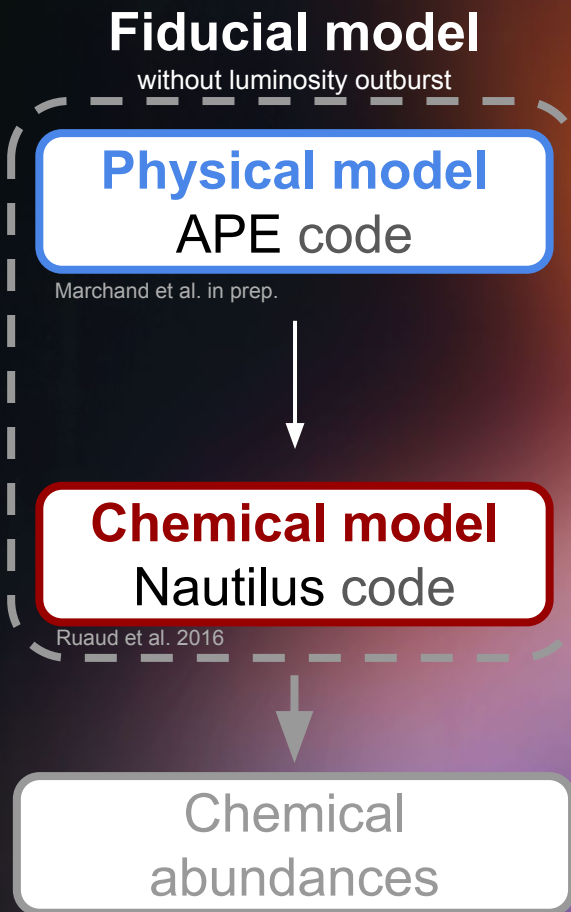 Fiducial model
without luminosity outburst
Physical model
APE code
Marchand et al. in prep.
Chemical model
Nautilus code
Ruaud et al. 2016
Chemical
abundances